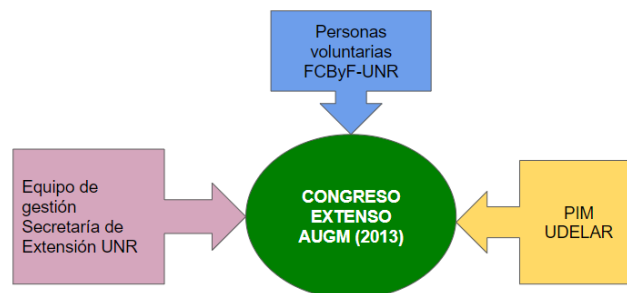 Personas
voluntarias
FCByF-UNR
Equipo de
gestión
Secretaría de
Extensión UNR
CONGRESO
EXTENSO
AUGM (2013)
PIM
UDELAR